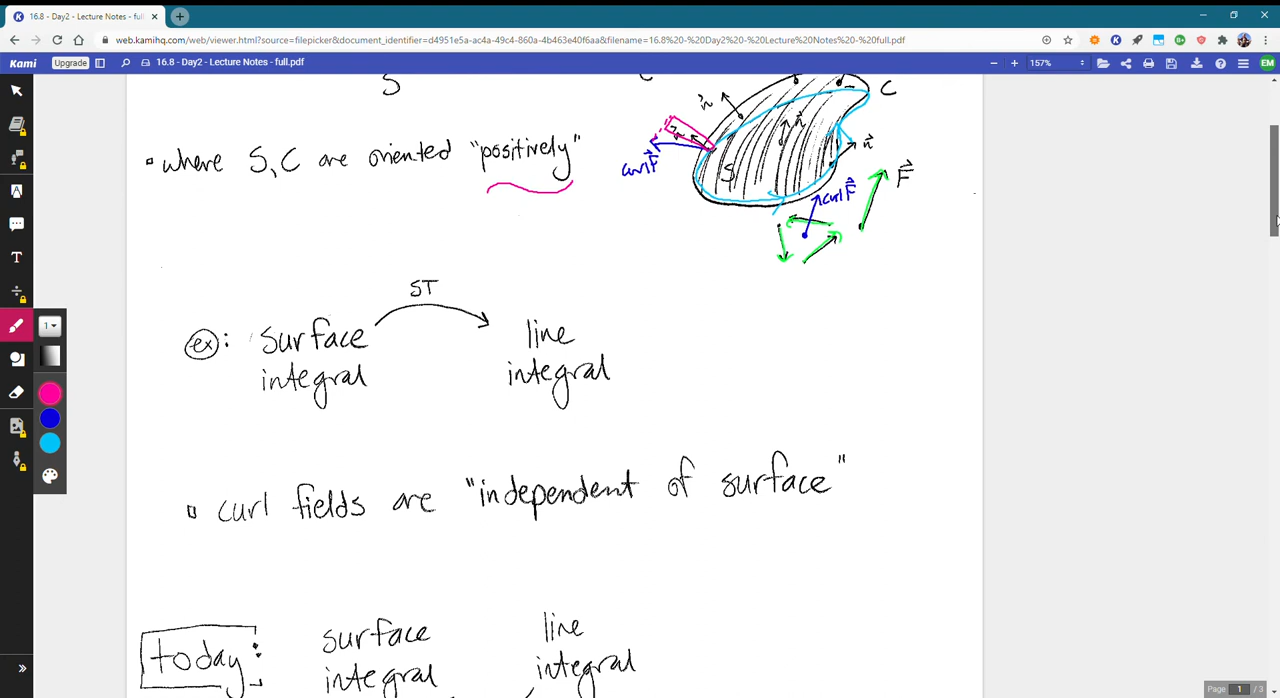 16.8 - Day2 - Lecture Notes - full.
web.kamihq.com/web/viewer.html?source=filepicker&document_identifier=d4951e5a-ac4a-49c4-860a-4b463e40f6aa&filename=16.8%20-%20Day2%20-%20Lecture%20Notes%20-%20full.pdf
Kami Upgrade 16.8 - Day2 - Lecture Notes - full.pdf 157% EM
S C
where S, C are oriented "positively"
n n n
curl F S
curl F F
ST
ex: surface line
integral integral
curl fields are "independent of surface"
today: surface line
integral integral
1
T
Page 1 / 3